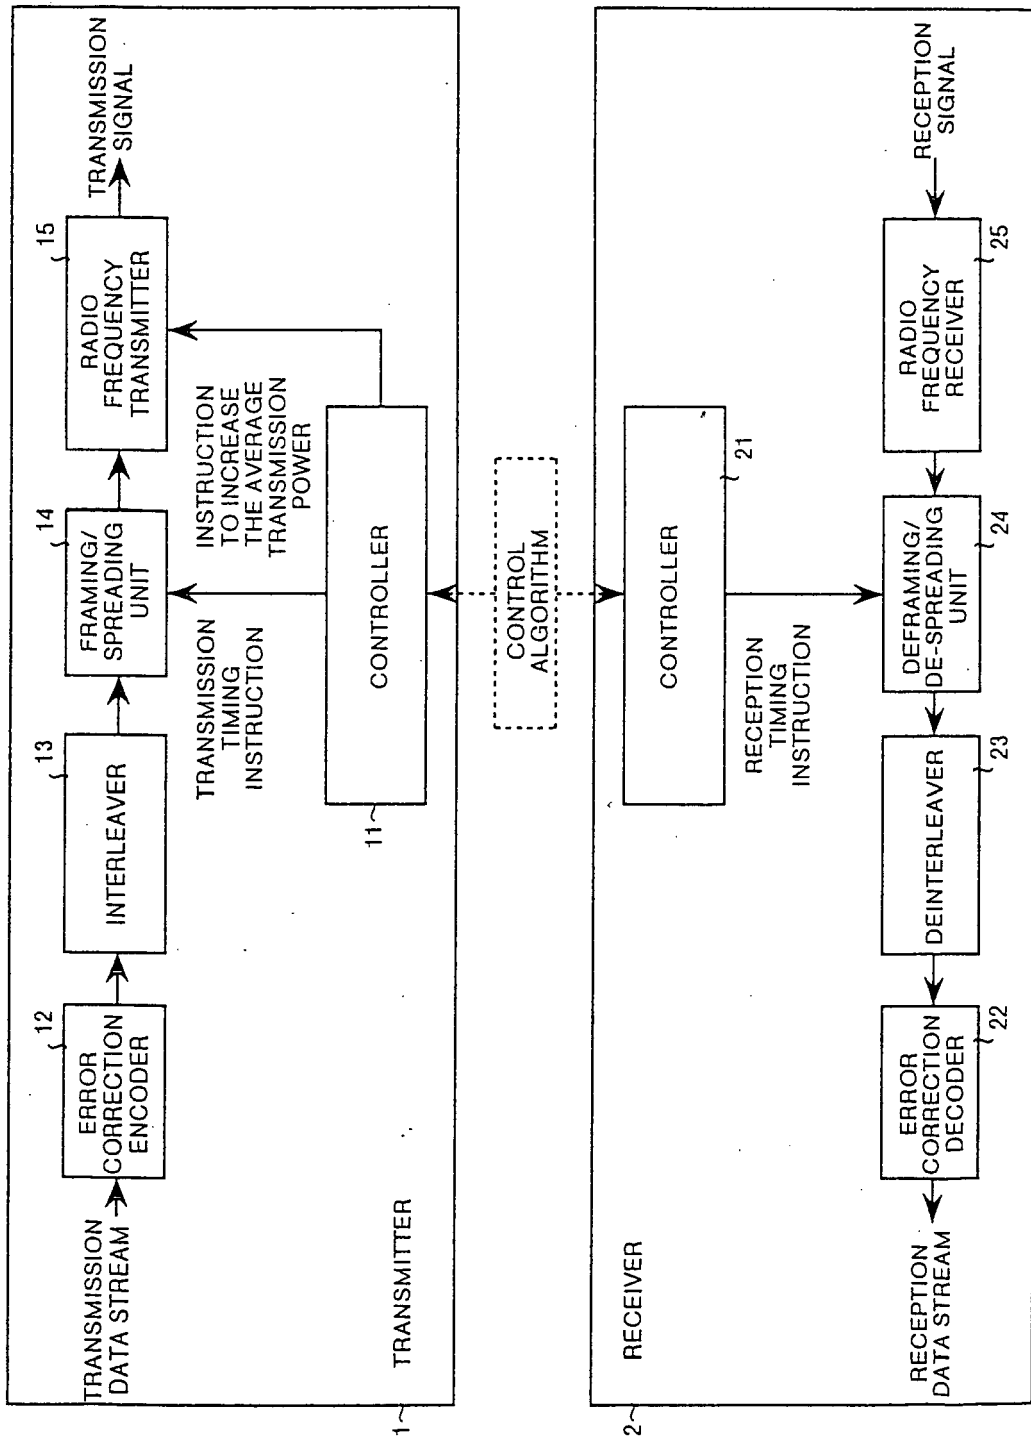 TRANSMISSION
DATA STREAM
12
ERROR
CORRECTION
ENCODER
13
INTERLEAVER
14
FRAMING/
SPREADING
UNIT
15
RADIO
FREQUENCY
TRANSMITTER
TRANSMISSION
SIGNAL
TRANSMISSION
TIMING
INSTRUCTION
INSTRUCTION
TO INCREASE
THE AVERAGE
TRANSMISSION
POWER
11
CONTROLLER
TRANSMITTER
1
CONTROL
ALGORITHM
2
RECEIVER
CONTROLLER
21
RECEPTION
TIMING
INSTRUCTION
RECEPTION
DATA STREAM
ERROR
CORRECTION
DECODER
22
DEINTERLEAVER
23
DEFRAMING/
DE-SPREADING
UNIT
24
RADIO
FREQUENCY
RECEIVER
25
RECEPTION
SIGNAL